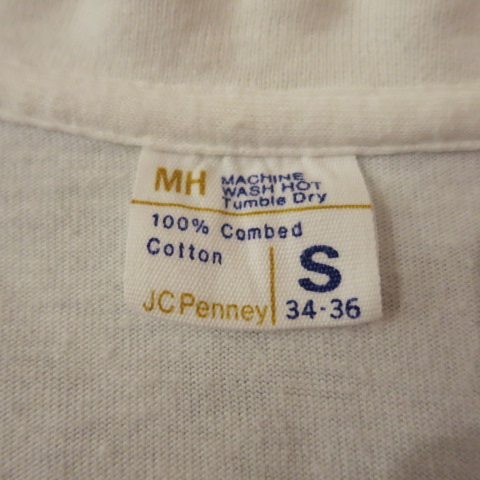 MH
MACHINE
WASH HOT
Tumble Dry
100% Combed
Cotton
JCPenney
S
34-36